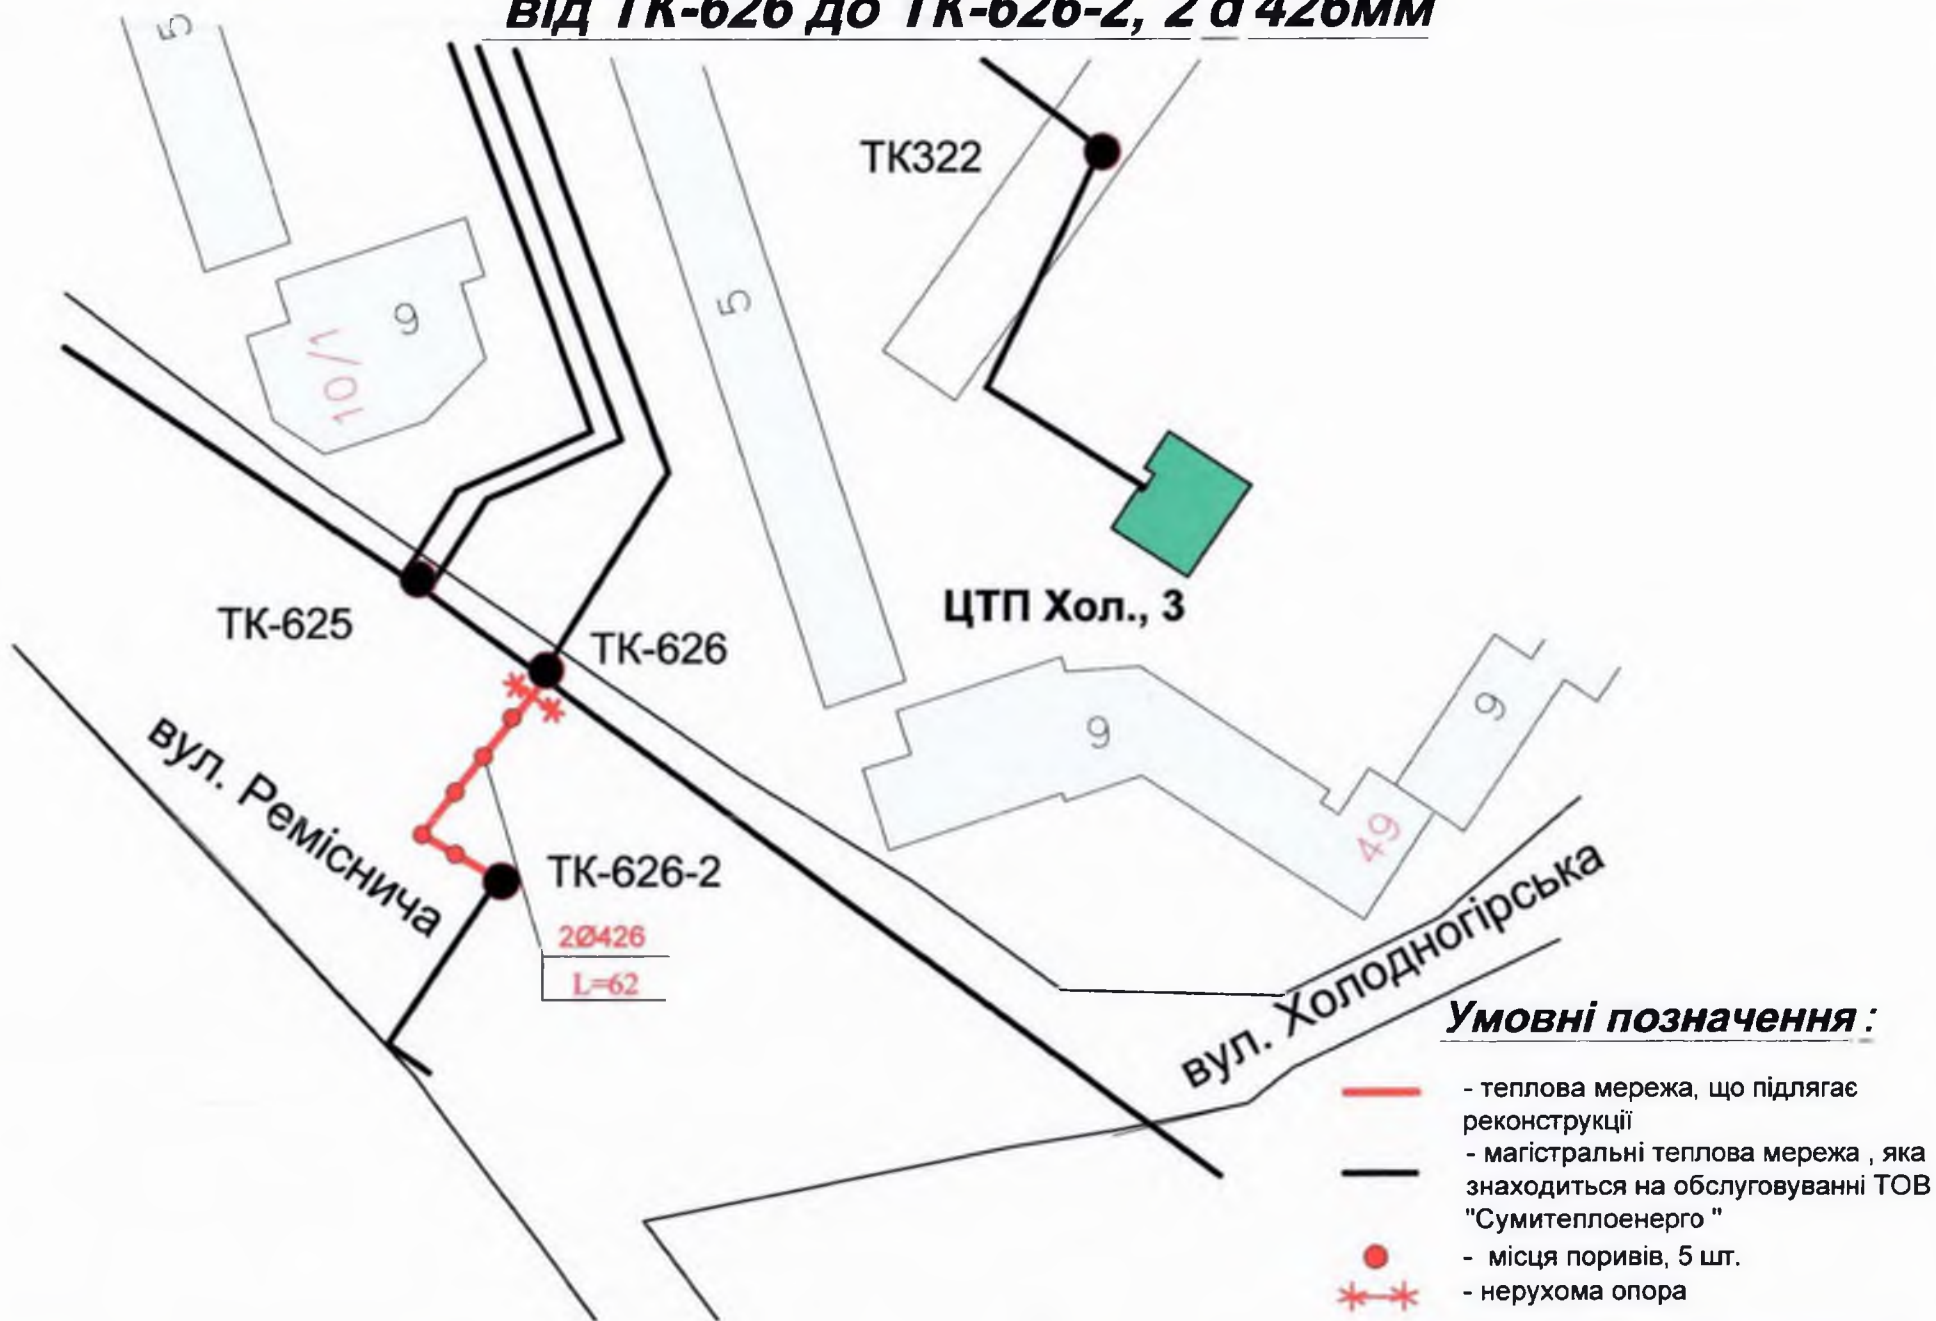 від ТК-626 до ТК-626-2, 2 d 426мм
5
ТК322
9
10/1
5
ЦТП Хол., 3
ТК-625
ТК-626
9
9
49
вул. Реміснича
ТК-626-2
2Ø426
L=62
вул. Холодногірська
Умовні позначення :
- теплова мережа, що підлягає
реконструкції
- магістральні теплова мережа , яка
знаходиться на обслуговуванні ТОВ
"Сумитеплоенерго "
- місця поривів, 5 шт.
- нерухома опора